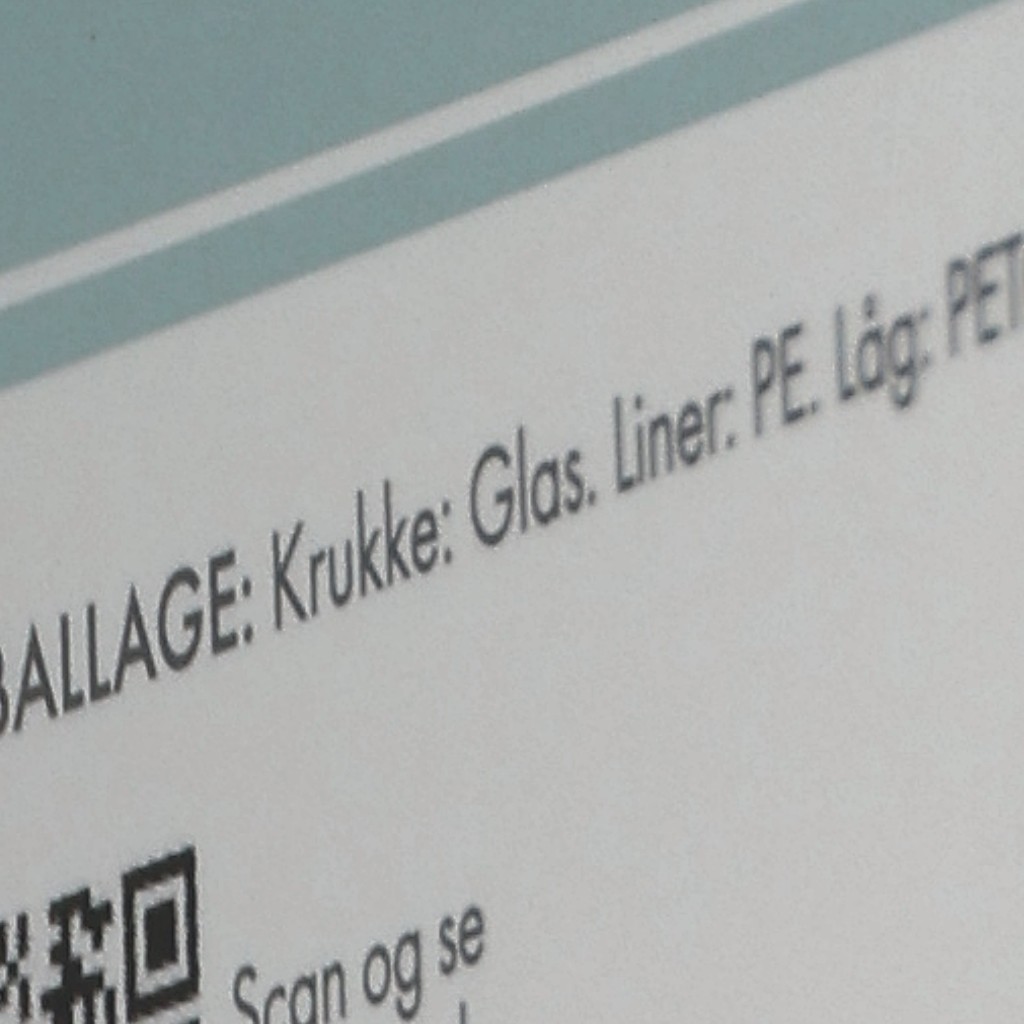 BALLAGE: Krukke: Glas. Liner: PE. Låg: PET
Scan og se